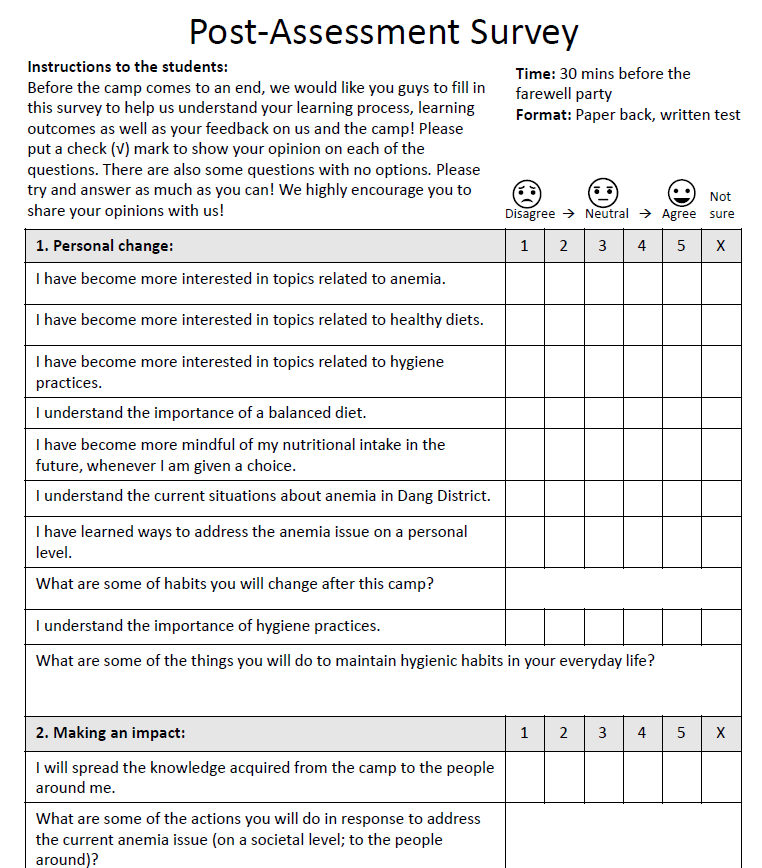 Post-Assessment Survey
Instructions to the students:
Before the camp comes to an end, we would like you guys to fill in
this survey to help us understand your learning process, learning
outcomes as well as your feedback on us and the camp! Please
put a check (√) mark to show your opinion on each of the
questions. There are also some questions with no options. Please
try and answer as much as you can! We highly encourage you to
share your opinions with us!
Time: 30 mins before the
farewell party
Format: Paper back, written test
Disagree → Neutral → Agree Not
sure
1. Personal change: 1 2 3 4 5 X
I have become more interested in topics related to anemia.
I have become more interested in topics related to healthy diets.
I have become more interested in topics related to hygiene
practices.
I understand the importance of a balanced diet.
I have become more mindful of my nutritional intake in the
future, whenever I am given a choice.
I understand the current situations about anemia in Dang District.
I have learned ways to address the anemia issue on a personal
level.
What are some of habits you will change after this camp?
I understand the importance of hygiene practices.
What are some of the things you will do to maintain hygienic habits in your everyday life?
2. Making an impact: 1 2 3 4 5 X
I will spread the knowledge acquired from the camp to the people
around me.
What are some of the actions you will do in response to address
the current anemia issue (on a societal level; to the people
around)?